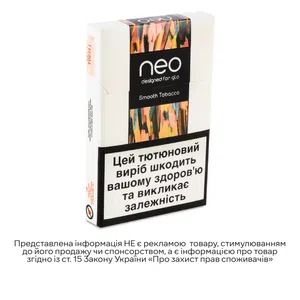 neo
designed for glo
Smooth Tobacco
Цей тютюновий
виріб шкодить
вашому здоров'ю
та викликає
залежність
Представлена інформація НЕ є рекламою товару, стимулюванням
до його продажу чи спонсорством, а є інформацією про товар
згідно із ст. 15 Закону України «Про захист прав споживачів»